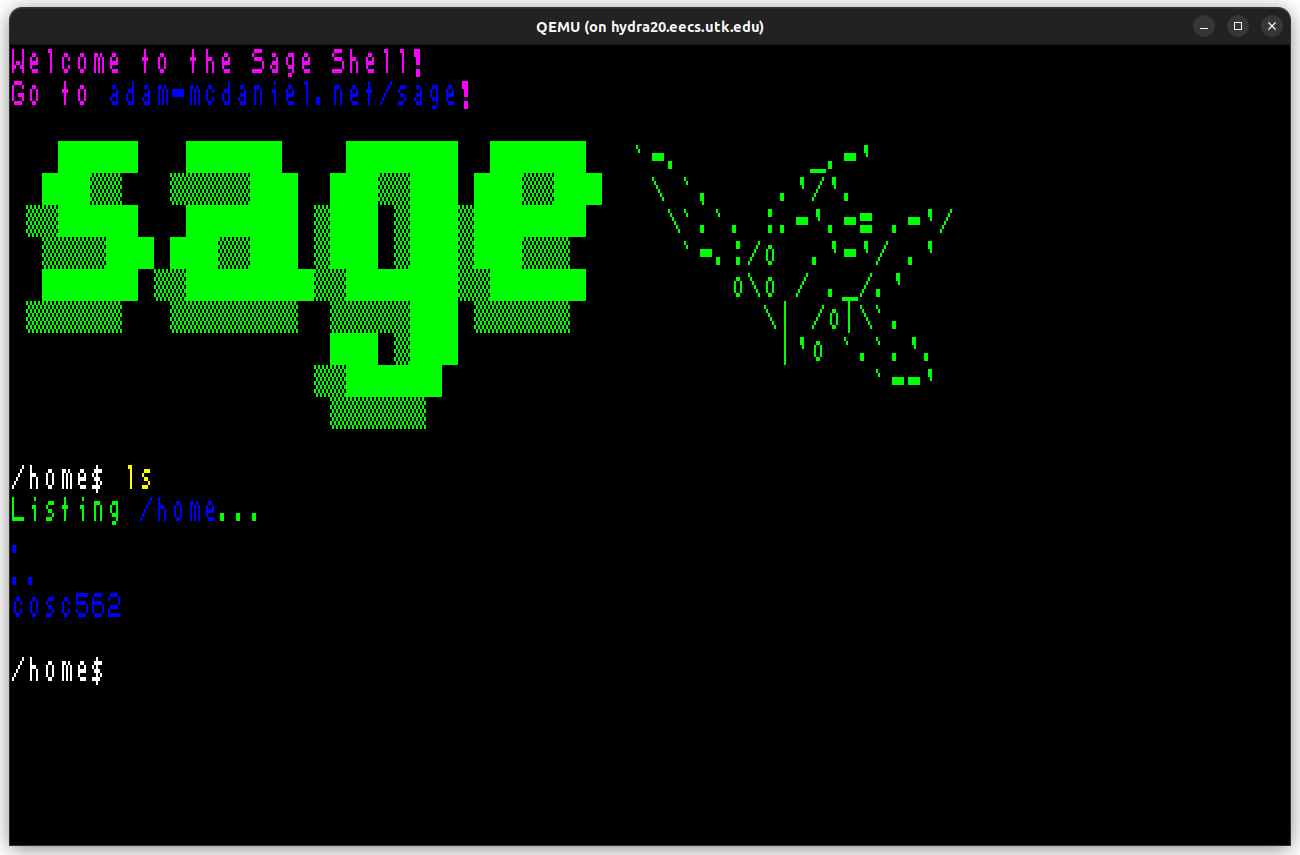 QEMU (on hydra20.eecs.utk.edu)
Welcome to the Sage Shell!
Go to adam-mcdaniel.net/sage!
sage
/home$ ls
Listing /home...
.
..
cosc562
/home$